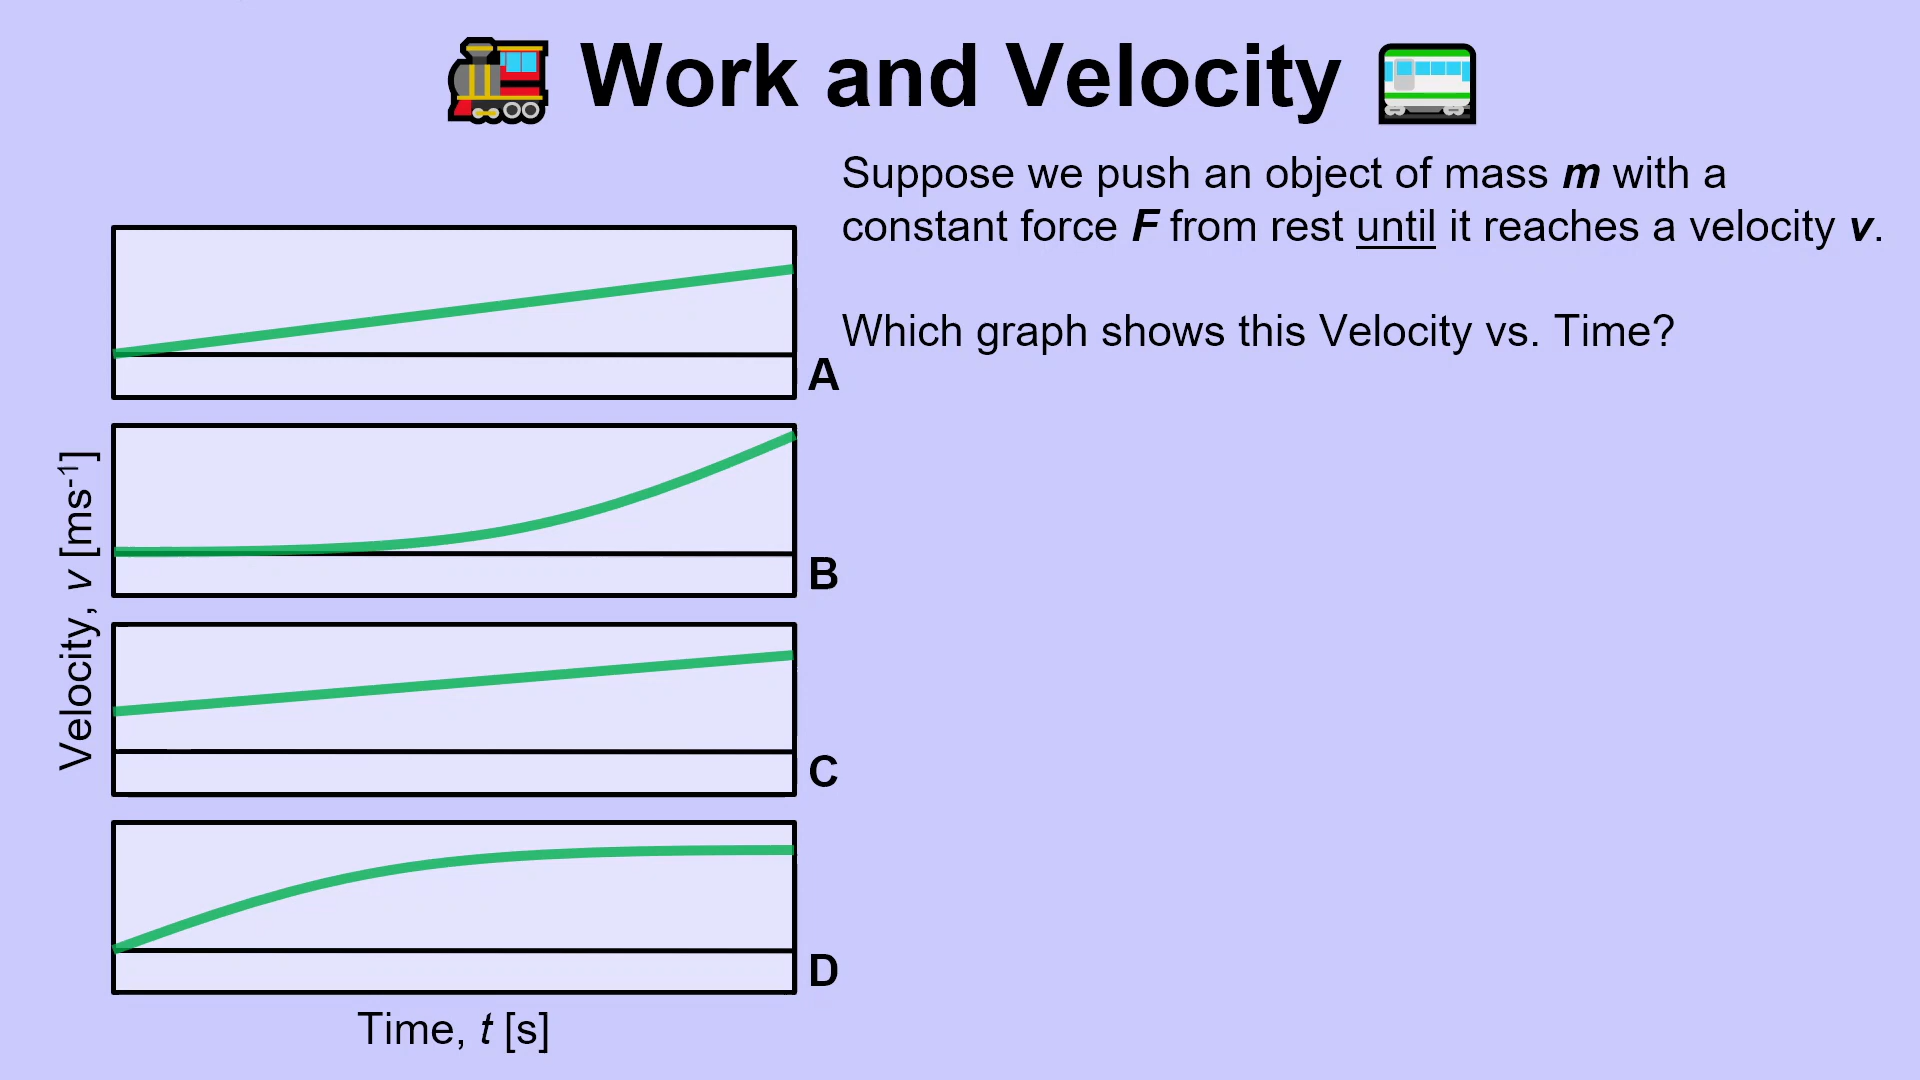 Work and Velocity
Suppose we push an object of mass m with a
constant force F from rest until it reaches a velocity v.
Which graph shows this Velocity vs. Time?
A
B
C
D
Velocity, v [ms⁻¹]
Time, t [s]